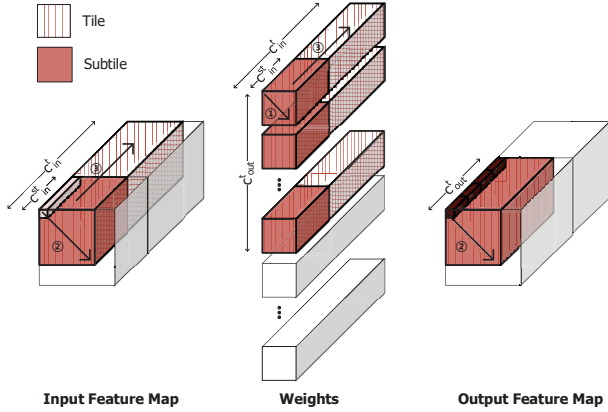 Tile
Subtile
C^t_in
C^st_in
③
②
C^t_in
C^st_in
③
①
C^t_out
C^t_out
②
Input Feature Map
Weights
Output Feature Map